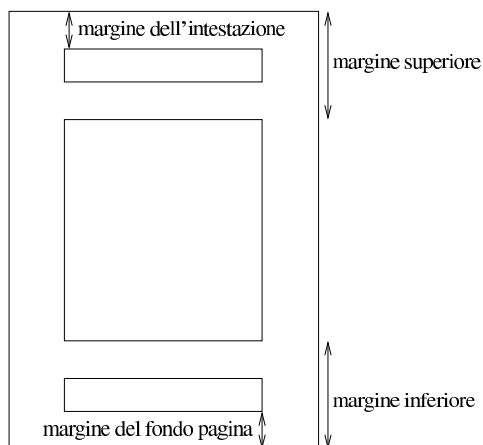 margine dell'intestazione
margine superiore
margine inferiore
margine del fondo pagina